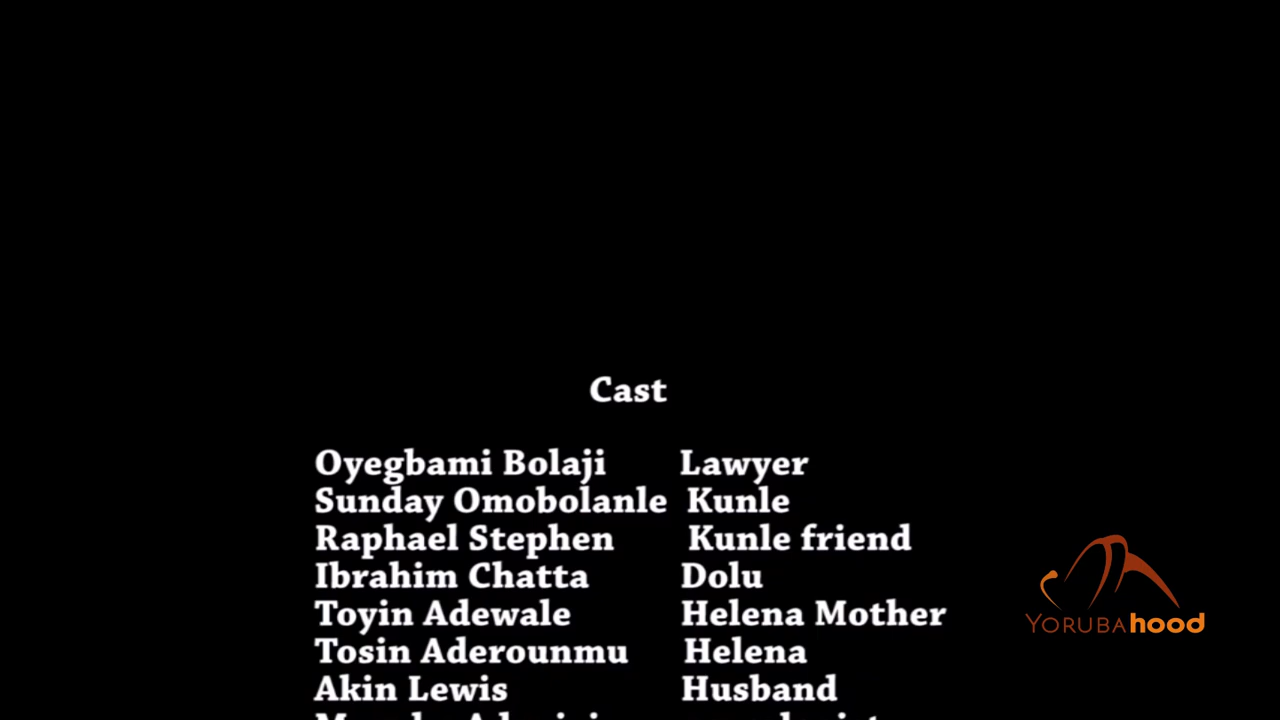 Cast
Oyegbami Bolaji Lawyer
Sunday Omobolanle Kunle
Raphael Stephen Kunle friend
Ibrahim Chatta Dolu
Toyin Adewale Helena Mother
Tosin Aderounmu Helena
Akin Lewis Husband
YORUBAhood